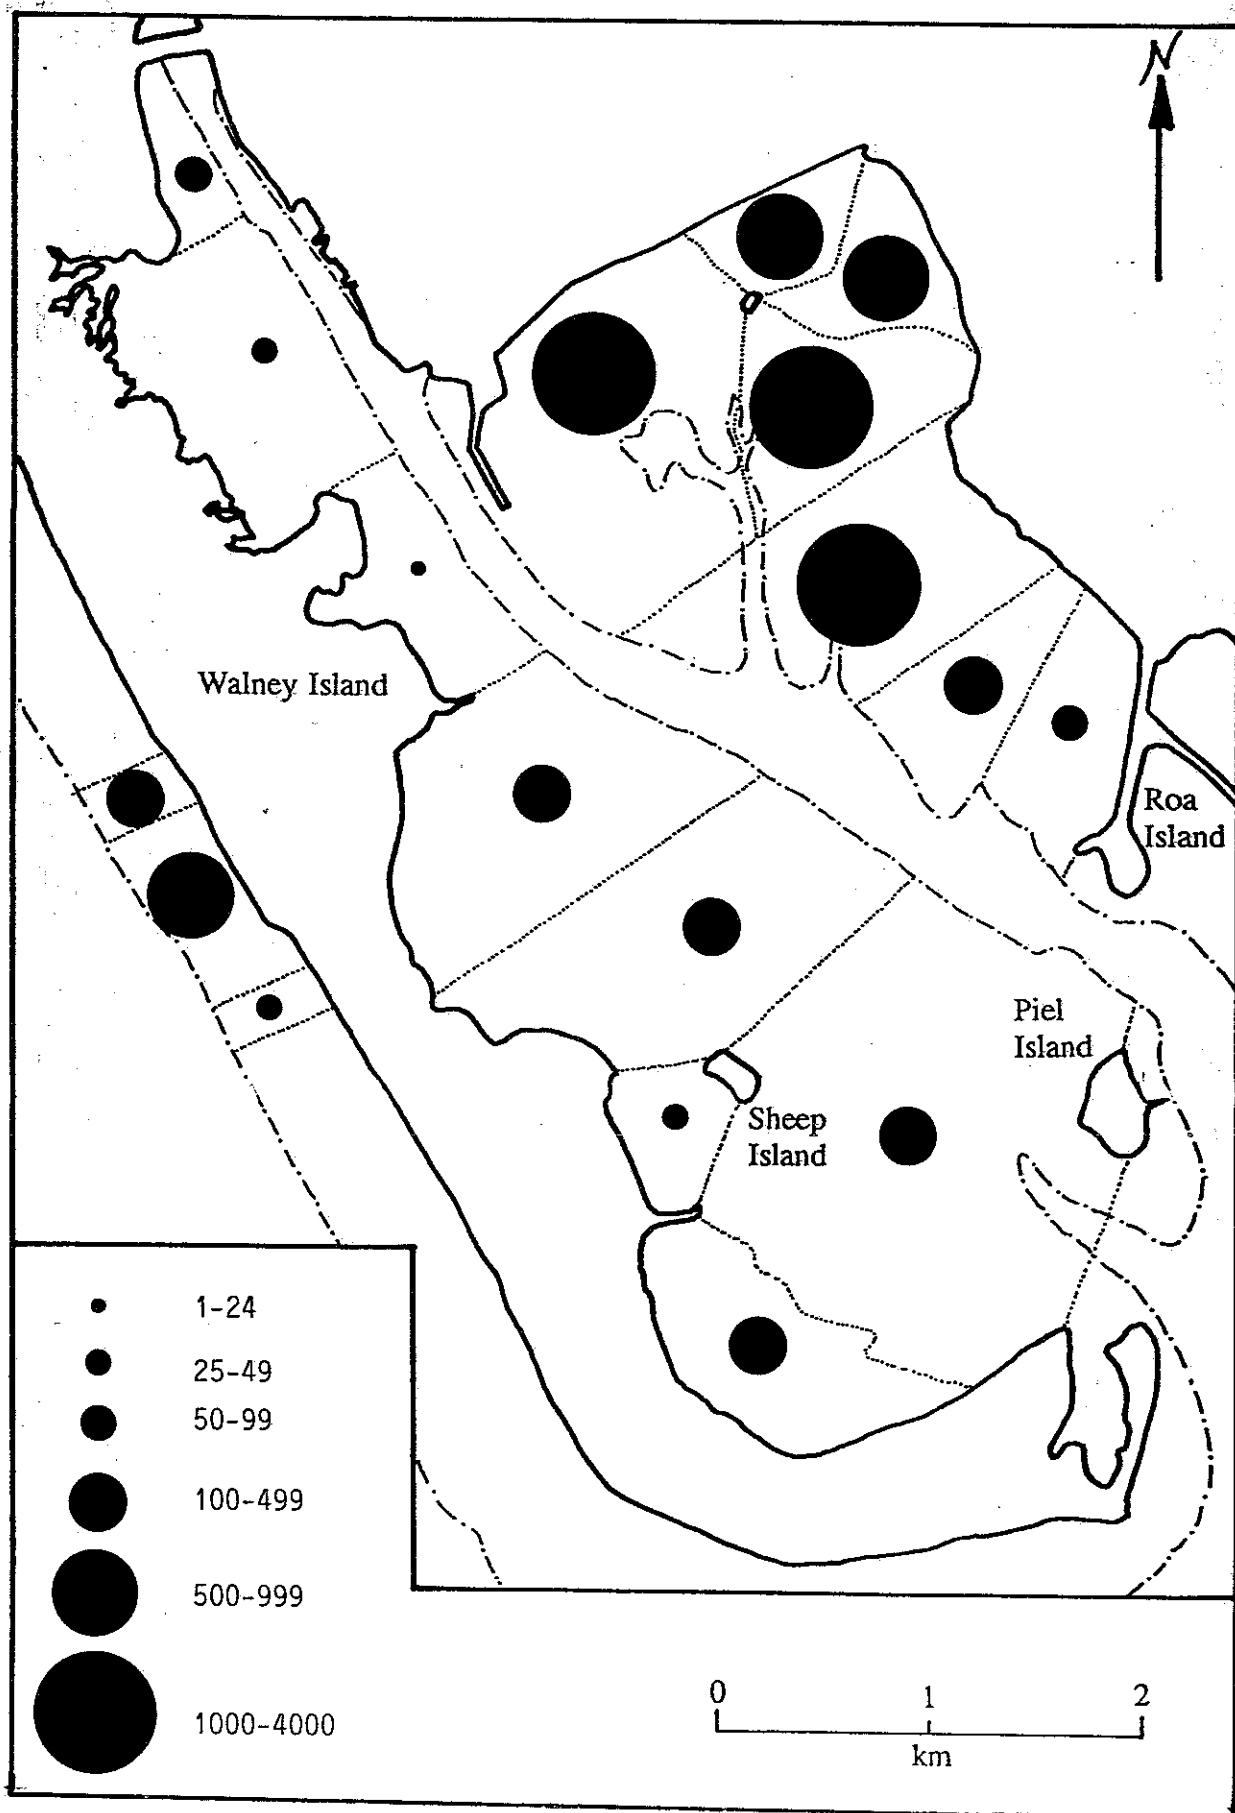 N
Walney Island
Roa
Island
Piel
Island
Sheep
Island
1-24
25-49
50-99
100-499
500-999
1000-4000
0 1 2
km